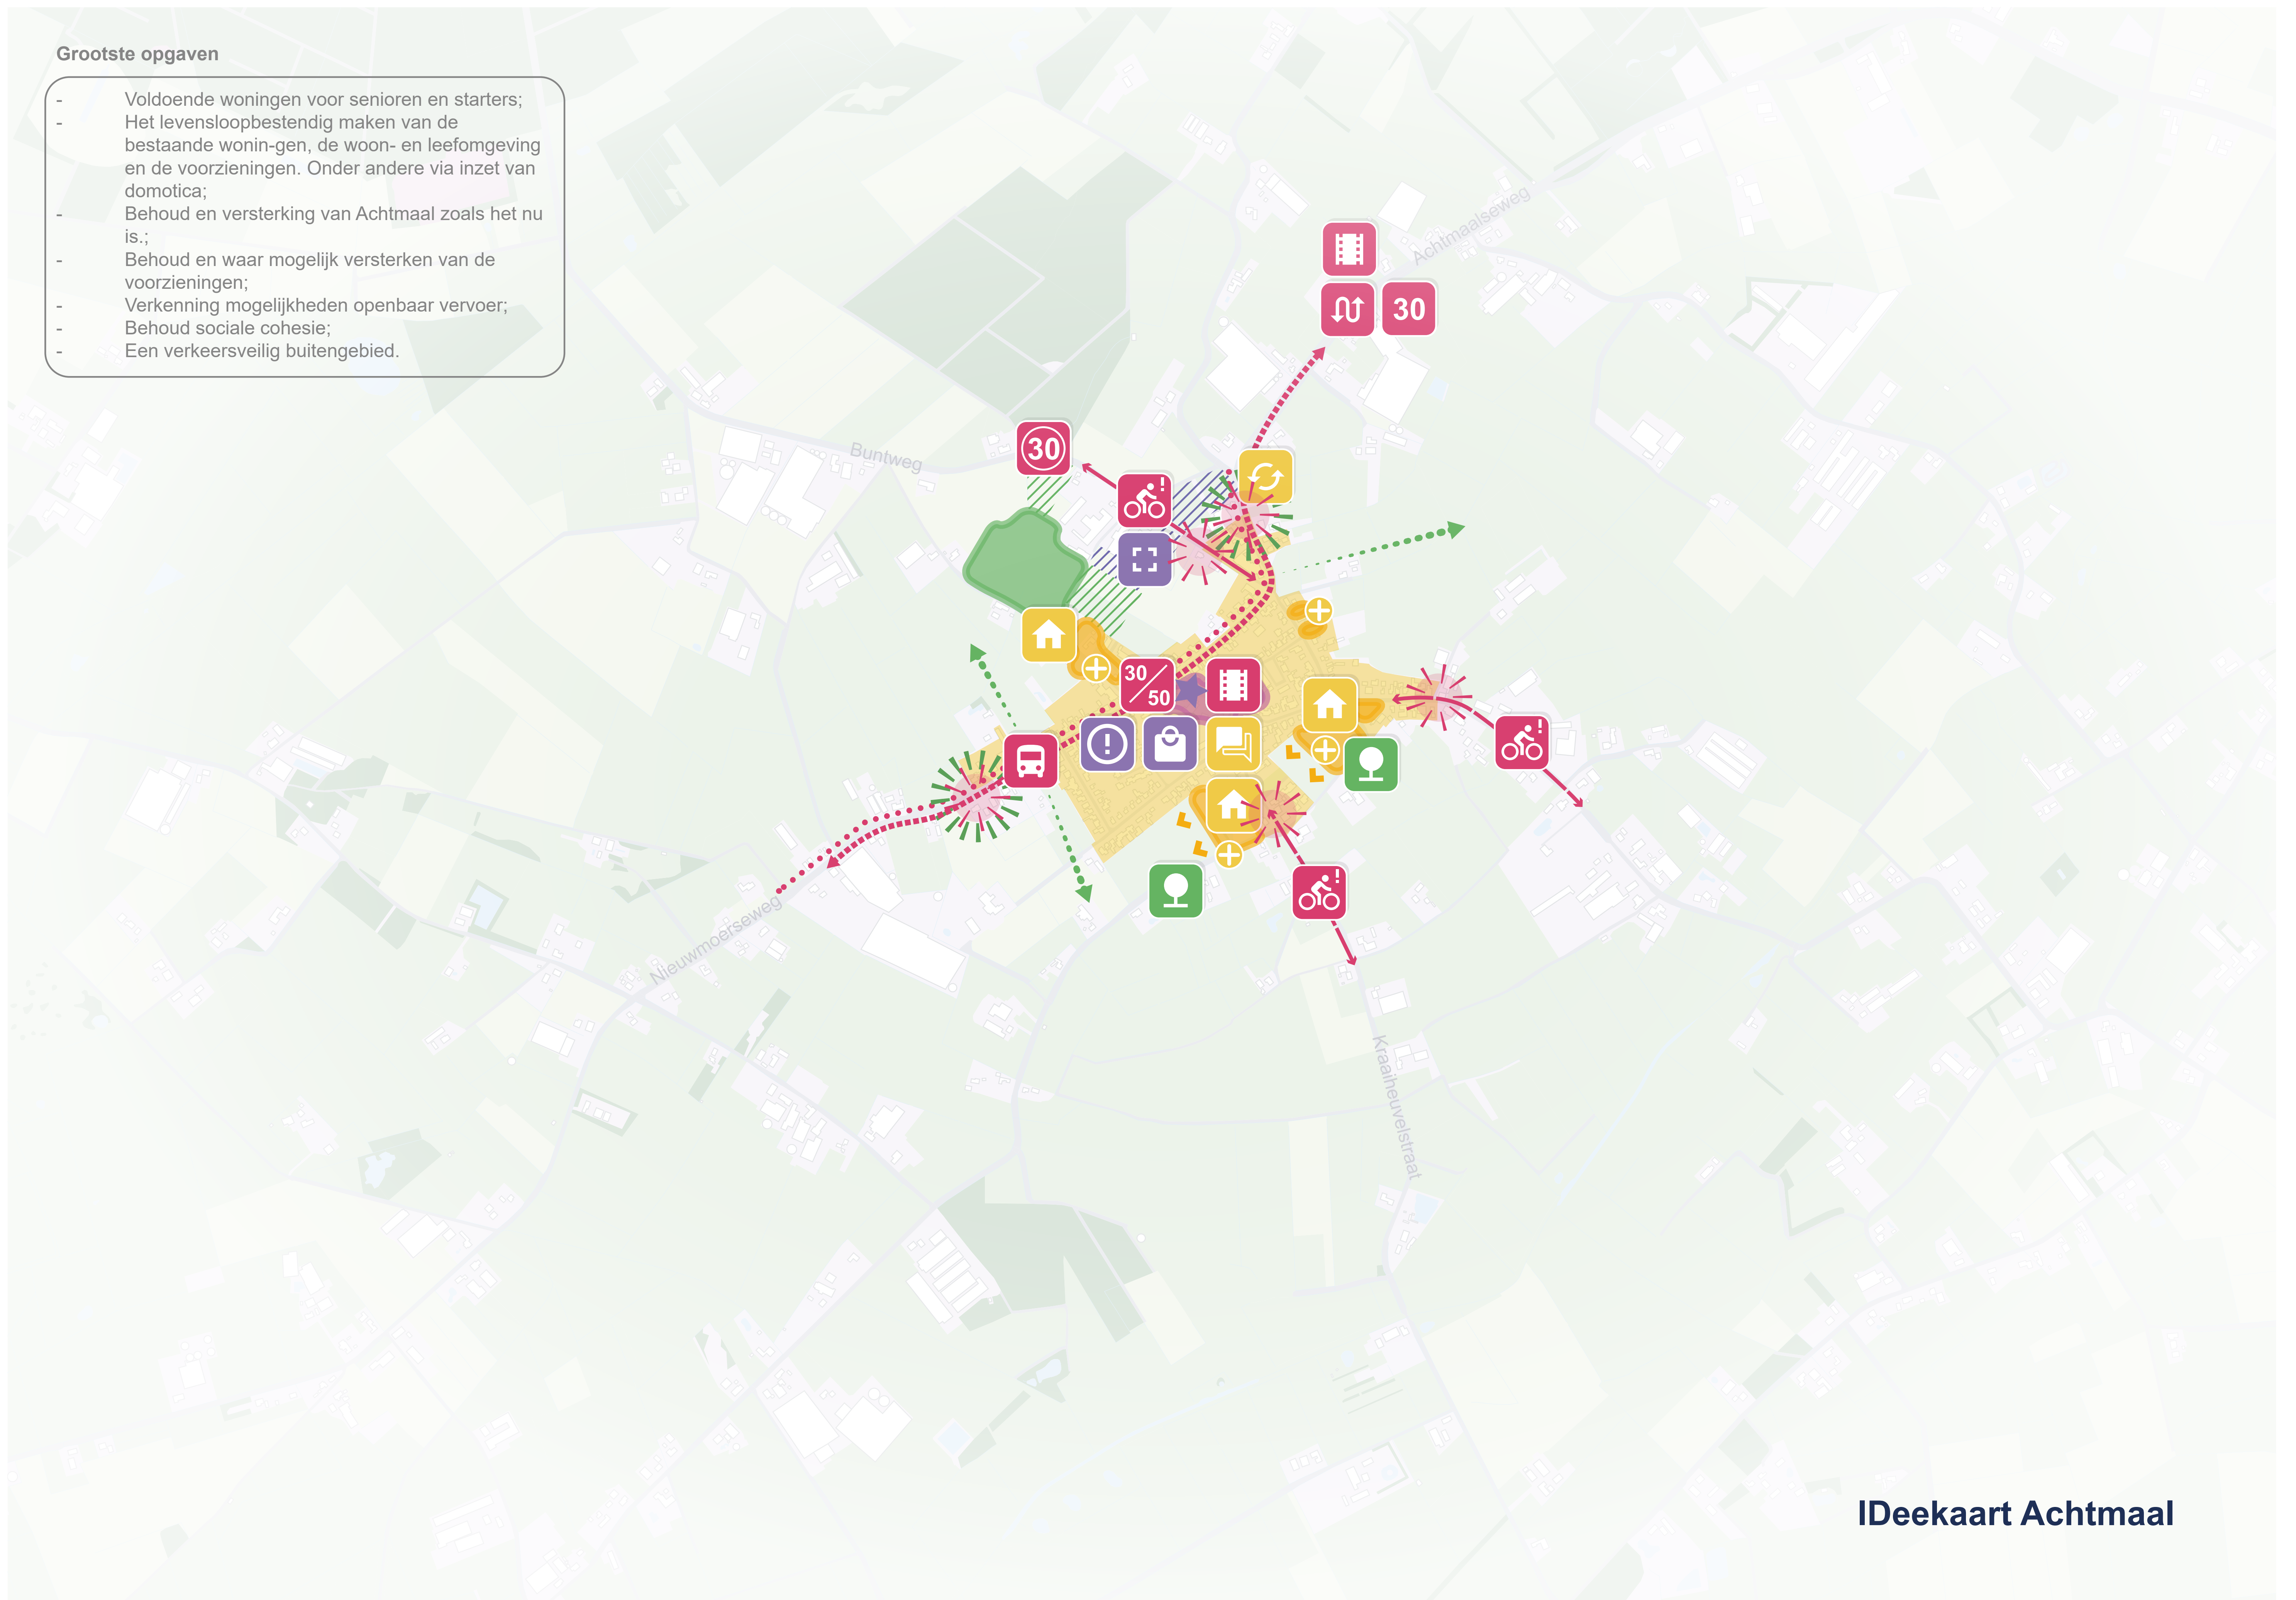 Grootste opgaven
- Voldoende woningen voor senioren en starters;
- Het levensloopbestendig maken van de
bestaande wonin-gen, de woon- en leefomgeving
en de voorzieningen. Onder andere via inzet van
domotica;
- Behoud en versterking van Achtmaal zoals het nu
is.;
- Behoud en waar mogelijk versterken van de
voorzieningen;
- Verkenning mogelijkheden openbaar vervoer;
- Behoud sociale cohesie;
- Een verkeersveilig buitengebied.
Achtmaalseweg
30
Buntweg
30
30
50
Nieuwmoerseweg
Kraaiheuvelstraat
IDeekaart Achtmaal